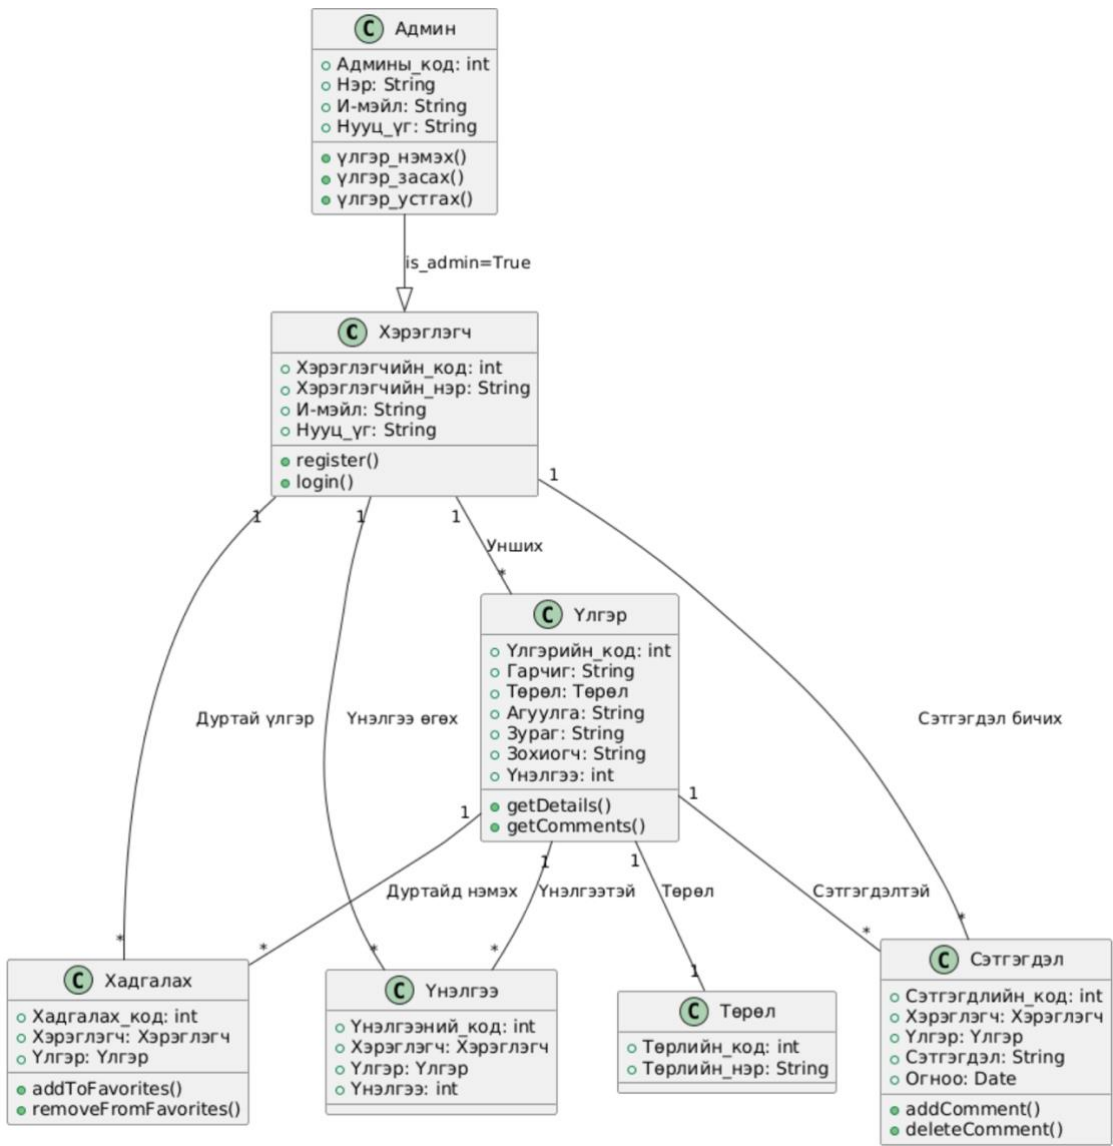 C Админ
Админы_код: int
Нэр: String
И-мэйл: String
Нууц_үг: String
үлгэр_нэмэх()
үлгэр_засах()
үлгэр_устгах()
is_admin=True
C Хэрэглэгч
Хэрэглэгчийн_код: int
Хэрэглэгчийн_нэр: String
И-мэйл: String
Нууц_үг: String
register()
login()
1
1
1
1
Унших
*
C Үлгэр
Үлгэрийн_код: int
Гарчиг: String
Төрөл: Төрөл
Агуулга: String
Зураг: String
Зохиогч: String
Үнэлгээ: int
getDetails()
getComments()
Дуртай үлгэр
Үнэлгээ өгөх
Сэтгэгдэл бичих
1
1
1
1
Дуртайд нэмэх
Үнэлгээтэй
Төрөл
Сэтгэгдэлтэй
*
*
*
*
1
*
*
C Хадгалах
Хадгалах_код: int
Хэрэглэгч: Хэрэглэгч
Үлгэр: Үлгэр
addToFavorites()
removeFromFavorites()
C Үнэлгээ
Үнэлгээний_код: int
Хэрэглэгч: Хэрэглэгч
Үлгэр: Үлгэр
Үнэлгээ: int
C Төрөл
Төрлийн_код: int
Төрлийн_нэр: String
C Сэтгэгдэл
Сэтгэгдлийн_код: int
Хэрэглэгч: Хэрэглэгч
Үлгэр: Үлгэр
Сэтгэгдэл: String
Огноо: Date
addComment()
deleteComment()